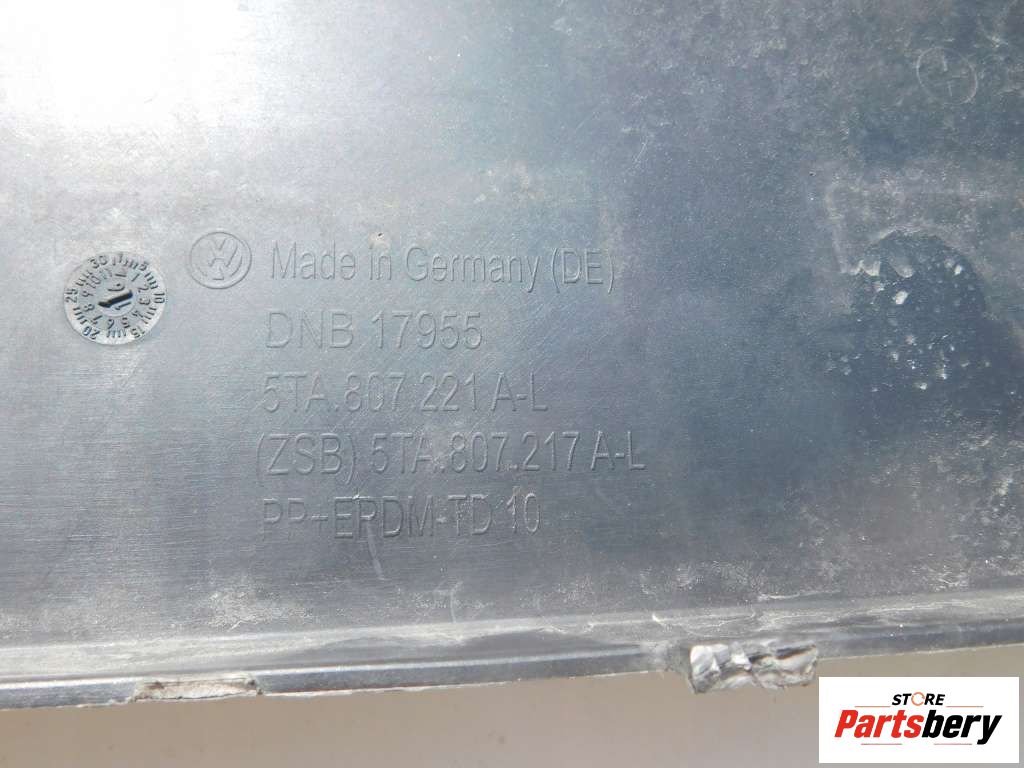 Made in Germany (DE)
DNB 17955
5TA.807.221 A-L
(ZSB) 5TA.807.217 A-L
PP+EPDM-TD 10
STORE
Partsbery